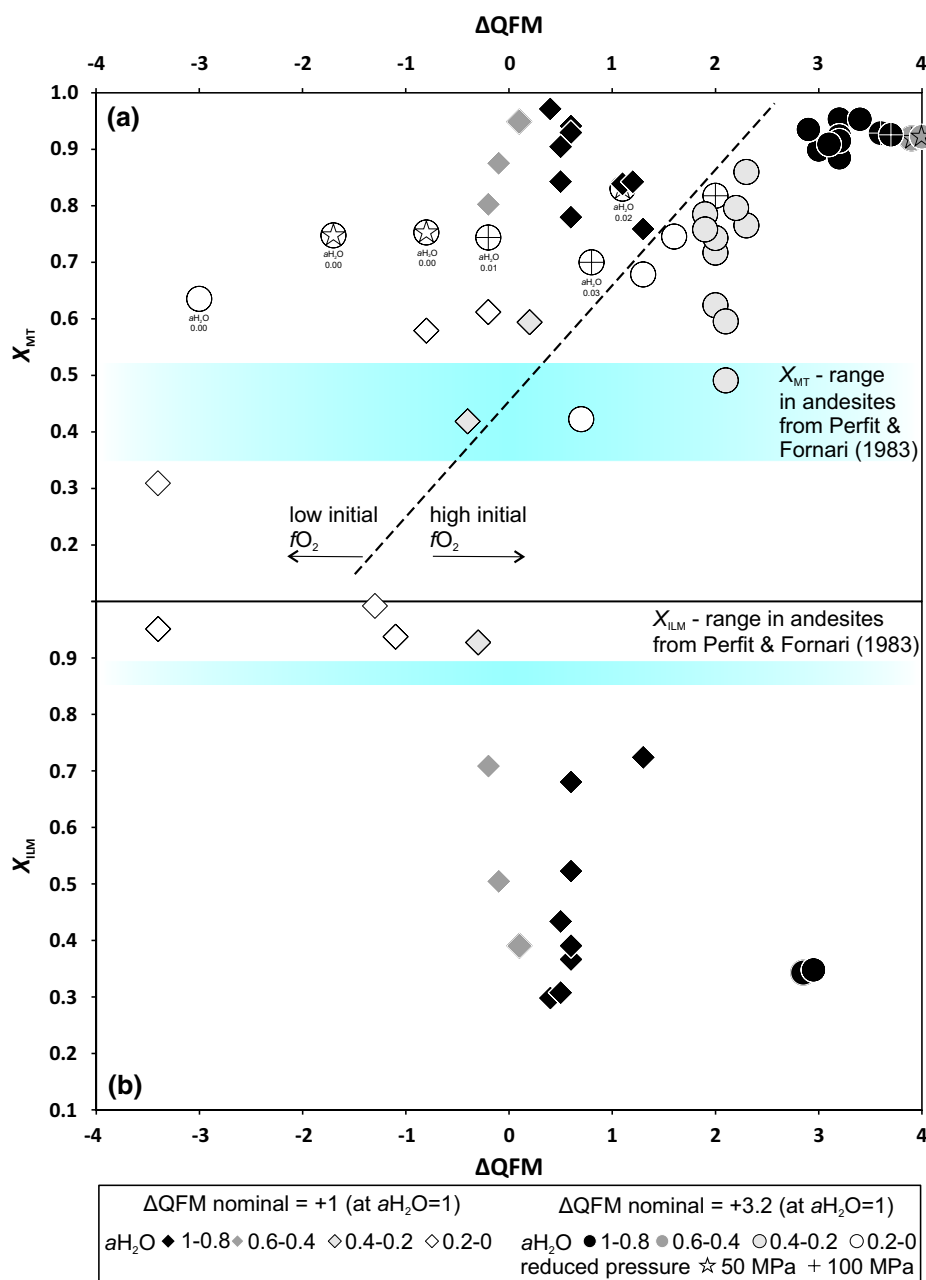 ΔQFM
-4 -3 -2 -1 0 1 2 3 4
(a)
1.0
0.9
0.8
0.7
0.6
0.5
0.4
0.3
0.2
X_MT
aH₂O
0.00
aH₂O
0.00
aH₂O
0.00
aH₂O
0.01
aH₂O
0.03
aH₂O
0.02
X_MT - range
in andesites
from Perfit &
Fornari (1983)
low initial
fO₂
high initial
fO₂
X_ILM - range in andesites
from Perfit & Fornari (1983)
0.9
0.8
0.7
0.6
0.5
0.4
0.3
0.2
0.1
X_ILM
(b)
-4 -3 -2 -1 0 1 2 3 4
ΔQFM
ΔQFM nominal = +1 (at aH₂O=1)
aH₂O 1-0.8 0.6-0.4 0.4-0.2 0.2-0
ΔQFM nominal = +3.2 (at aH₂O=1)
aH₂O 1-0.8 0.6-0.4 0.4-0.2 0.2-0
reduced pressure ☆ 50 MPa + 100 MPa